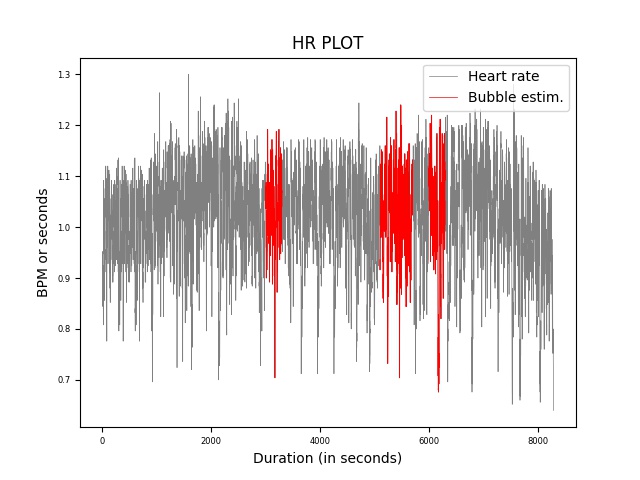 HR PLOT
Heart rate
Bubble estim.
1.3
1.2
1.1
1.0
0.9
0.8
0.7
BPM or seconds
0 2000 4000 6000 8000
Duration (in seconds)